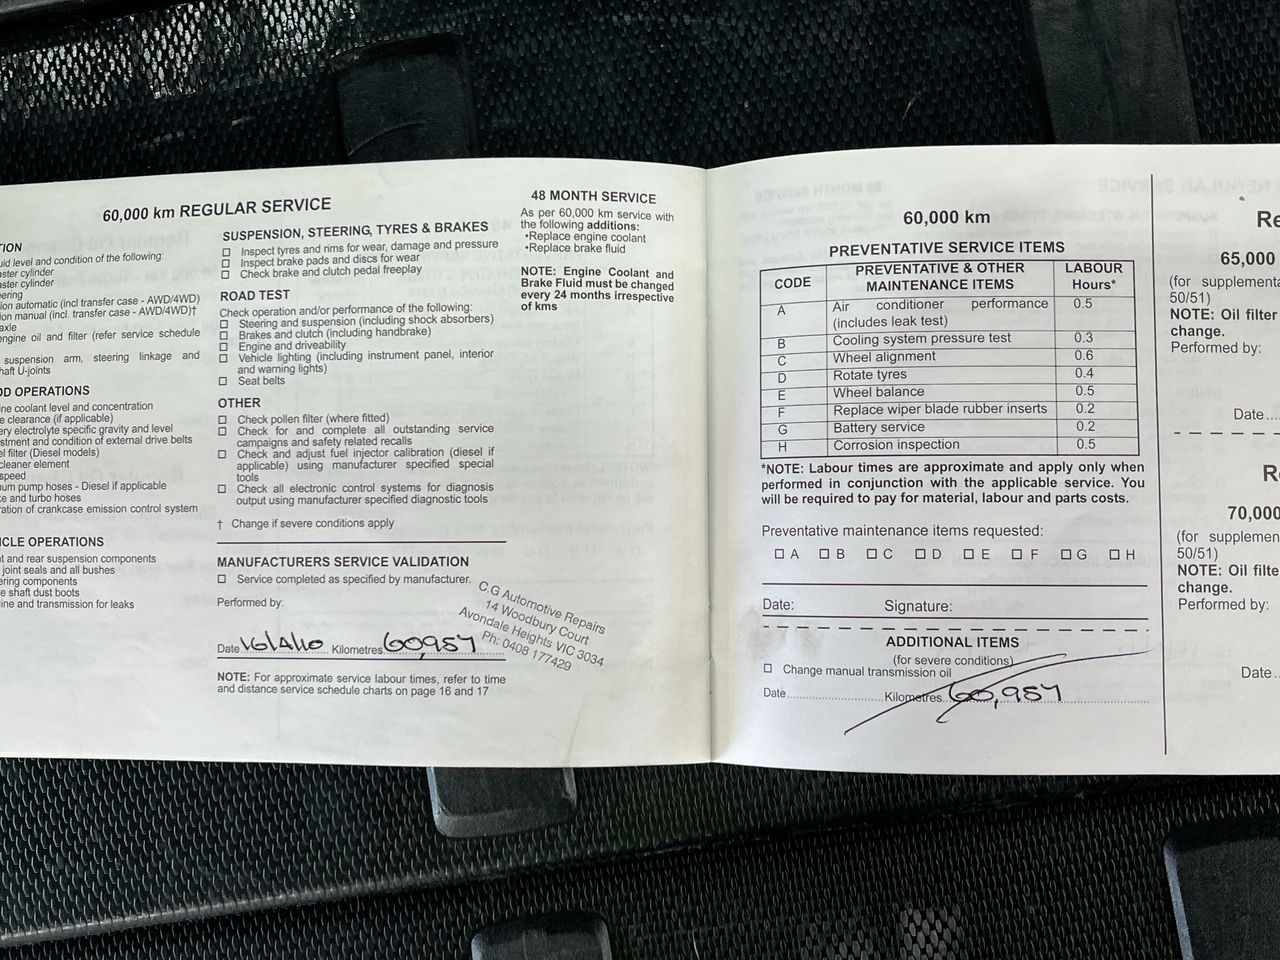 60,000 km REGULAR SERVICE
TION
uid level and condition of the following:
aster cylinder
aster cylinder
ering
ion automatic (incl transfer case - AWD/4WD)
ion manual (incl. transfer case - AWD/4WD)†
axle
engine oil and filter (refer service schedule
suspension arm, steering linkage and
haft U-joints
OD OPERATIONS
ine coolant level and concentration
e clearance (if applicable)
ery electrolyte specific gravity and level
stment and condition of external drive belts
el filter (Diesel models)
cleaner element
speed
um pump hoses - Diesel if applicable
ke and turbo hoses
ration of crankcase emission control system
ICLE OPERATIONS
nt and rear suspension components
joint seals and all bushes
ering components
e shaft dust boots
ine and transmission for leaks
SUSPENSION, STEERING, TYRES & BRAKES
☐ Inspect tyres and rims for wear, damage and pressure
☐ Inspect brake pads and discs for wear
☐ Check brake and clutch pedal freeplay
ROAD TEST
Check operation and/or performance of the following:
☐ Steering and suspension (including shock absorbers)
☐ Brakes and clutch (including handbrake)
☐ Engine and driveability
☐ Vehicle lighting (including instrument panel, interior
and warning lights)
☐ Seat belts
OTHER
☐ Check pollen filter (where fitted)
☐ Check for and complete all outstanding service
campaigns and safety related recalls
☐ Check and adjust fuel injector calibration (diesel if
applicable) using manufacturer specified special
tools
☐ Check all electronic control systems for diagnosis
output using manufacturer specified diagnostic tools
† Change if severe conditions apply
MANUFACTURERS SERVICE VALIDATION
☐ Service completed as specified by manufacturer.
Performed by:
C.G Automotive Repairs
14 Woodbury Court
Avondale Heights VIC 3034
Ph: 0408 177429
Date Kilometres 60,957
NOTE: For approximate service labour times, refer to time
and distance service schedule charts on page 16 and 17
48 MONTH SERVICE
As per 60,000 km service with
the following additions:
•Replace engine coolant
•Replace brake fluid
NOTE: Engine Coolant and
Brake Fluid must be changed
every 24 months irrespective
of kms
60,000 km
PREVENTATIVE SERVICE ITEMS
CODE PREVENTATIVE & OTHER MAINTENANCE ITEMS LABOUR Hours*
A Air conditioner performance (includes leak test) 0.5
B Cooling system pressure test 0.3
C Wheel alignment 0.6
D Rotate tyres 0.4
E Wheel balance 0.5
F Replace wiper blade rubber inserts 0.2
G Battery service 0.2
H Corrosion inspection 0.5
*NOTE: Labour times are approximate and apply only when
performed in conjunction with the applicable service. You
will be required to pay for material, labour and parts costs.
Preventative maintenance items requested:
☐ A ☐ B ☐ C ☐ D ☐ E ☐ F ☐ G ☐ H
Date: Signature:
ADDITIONAL ITEMS
(for severe conditions)
☐ Change manual transmission oil
Date Kilometres 60,957
Re
65,000
(for supplementa
50/51)
NOTE: Oil filter
change.
Performed by:
Date
Re
70,000
(for supplemen
50/51)
NOTE: Oil filte
change.
Performed by:
Date